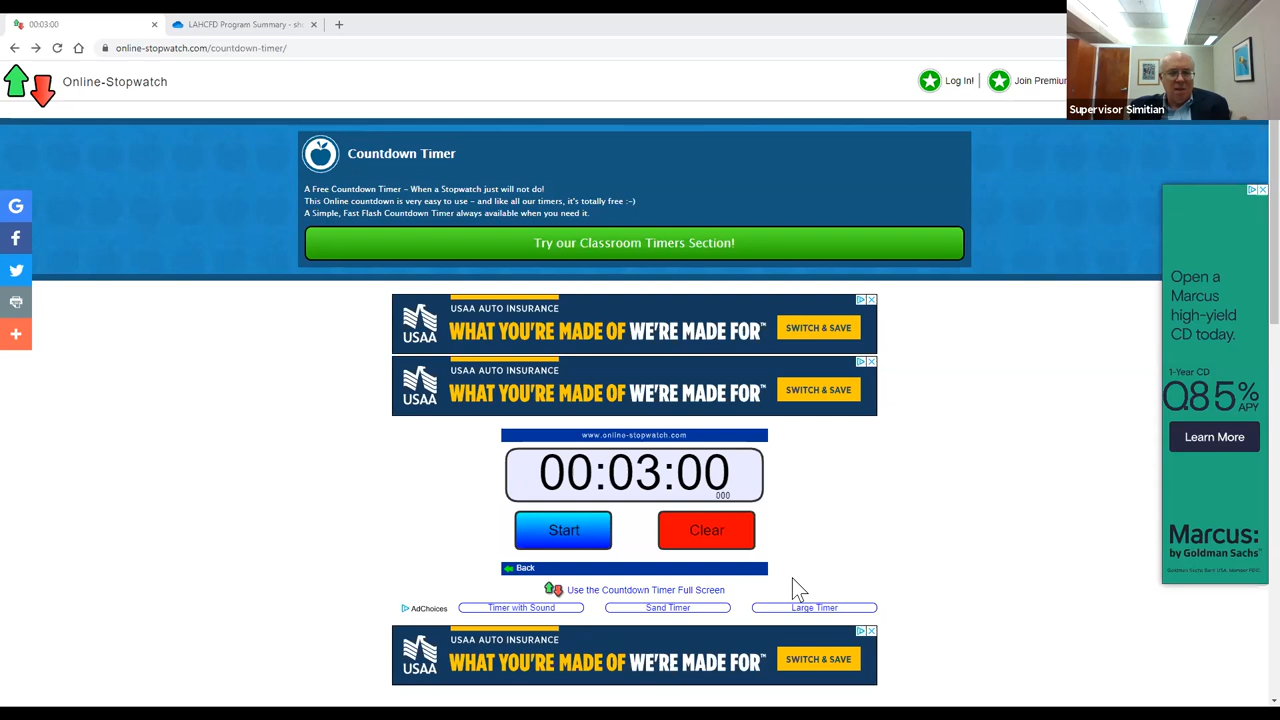 00:03:00
LAHCFD Program Summary - sh
online-stopwatch.com/countdown-timer/
Online-Stopwatch
Log In!
Join Premium
Supervisor Simitian
Countdown Timer
A Free Countdown Timer - When a Stopwatch just will not do!
This Online countdown is very easy to use - and like all our timers, it's totally free :-)
A Simple, Fast Flash Countdown Timer always available when you need it.
Try our Classroom Timers Section!
USAA AUTO INSURANCE
USAA
WHAT YOU'RE MADE OF WE'RE MADE FOR™
SWITCH & SAVE
USAA AUTO INSURANCE
USAA
WHAT YOU'RE MADE OF WE'RE MADE FOR™
SWITCH & SAVE
www.online-stopwatch.com
00:03:00
000
Start
Clear
Back
Use the Countdown Timer Full Screen
AdChoices
Timer with Sound
Sand Timer
Large Timer
USAA AUTO INSURANCE
USAA
WHAT YOU'RE MADE OF WE'RE MADE FOR™
SWITCH & SAVE
Open a
Marcus
high-yield
CD today.
1-Year CD
0.85% APY
Learn More
Marcus:
by Goldman Sachs™
Goldman Sachs Bank USA. Member FDIC.